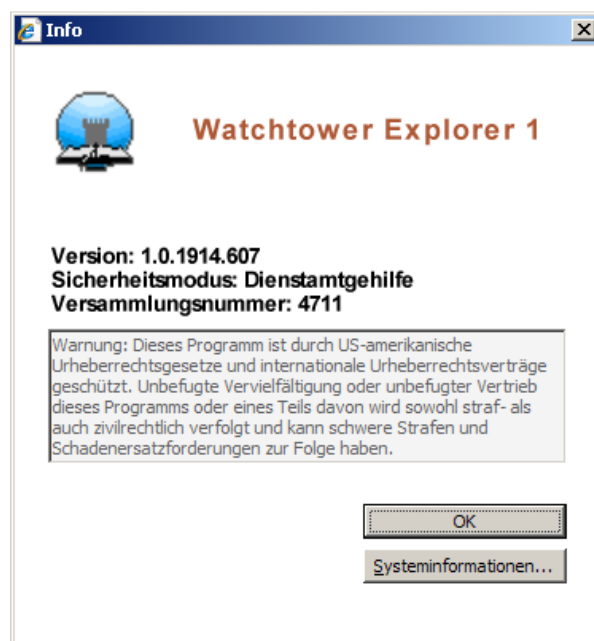 Info
Watchtower Explorer 1
Version: 1.0.1914.607
Sicherheitsmodus: Dienstamtgehilfe
Versammlungsnummer: 4711
Warnung: Dieses Programm ist durch US-amerikanische
Urheberrechtsgesetze und internationale Urheberrechtsverträge
geschützt. Unbefugte Vervielfältigung oder unbefugter Vertrieb
dieses Programms oder eines Teils davon wird sowohl straf- als
auch zivilrechtlich verfolgt und kann schwere Strafen und
Schadenersatzforderungen zur Folge haben.
OK
Systeminformationen...